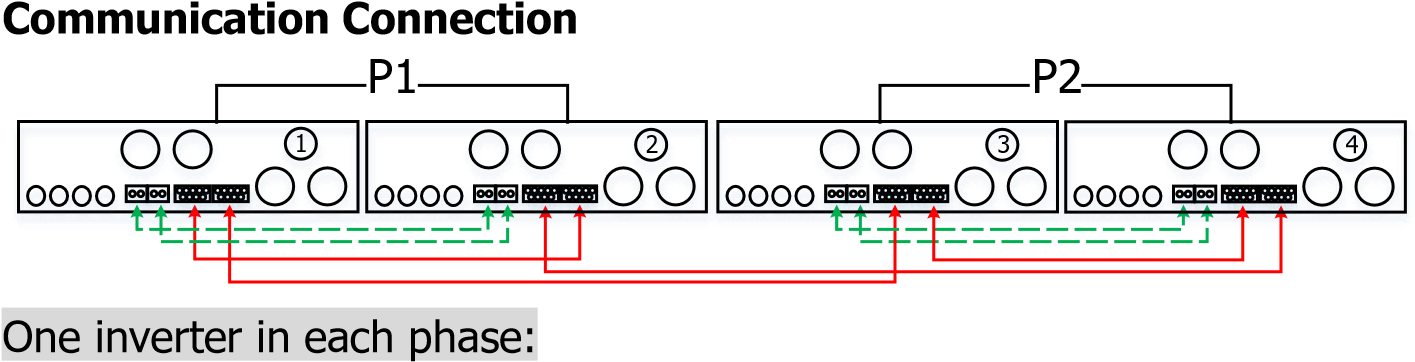 Communication Connection
P1 P2
1 2 3 4
One inverter in each phase: